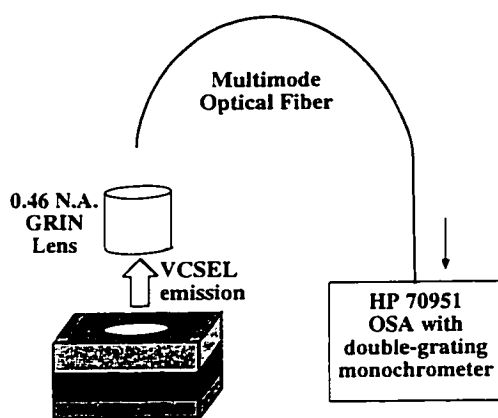 Multimode
Optical Fiber
0.46 N.A.
GRIN
Lens
VCSEL
emission
HP 70951
OSA with
double-grating
monochrometer